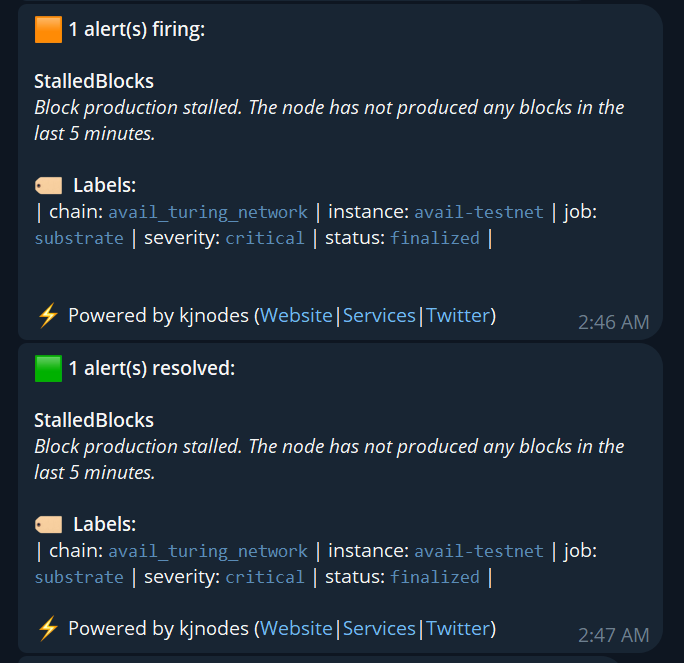 1 alert(s) firing:
StalledBlocks
Block production stalled. The node has not produced any blocks in the
last 5 minutes.
Labels:
| chain: avail_turing_network | instance: avail-testnet | job:
substrate | severity: critical | status: finalized |
⚡ Powered by kjnodes (Website|Services|Twitter)
2:46 AM
1 alert(s) resolved:
StalledBlocks
Block production stalled. The node has not produced any blocks in the
last 5 minutes.
Labels:
| chain: avail_turing_network | instance: avail-testnet | job:
substrate | severity: critical | status: finalized |
⚡ Powered by kjnodes (Website|Services|Twitter)
2:47 AM